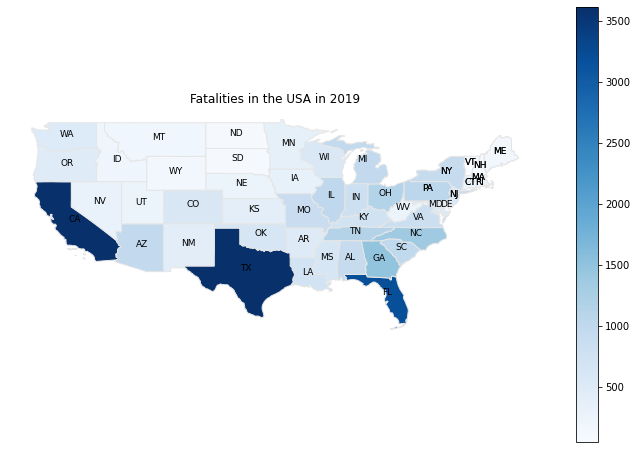 Fatalities in the USA in 2019
WA
MT
ND
MN
ME
OR
ID
SD
WI
MI
VT
NH
NY
WY
MA
CT RI
NV
UT
NE
IA
PA
NJ
CO
IL
IN
OH
MD DE
CA
KS
MO
KY
WV
VA
AZ
NM
OK
AR
TN
NC
SC
TX
LA
MS
AL
GA
FL
3500
3000
2500
2000
1500
1000
500